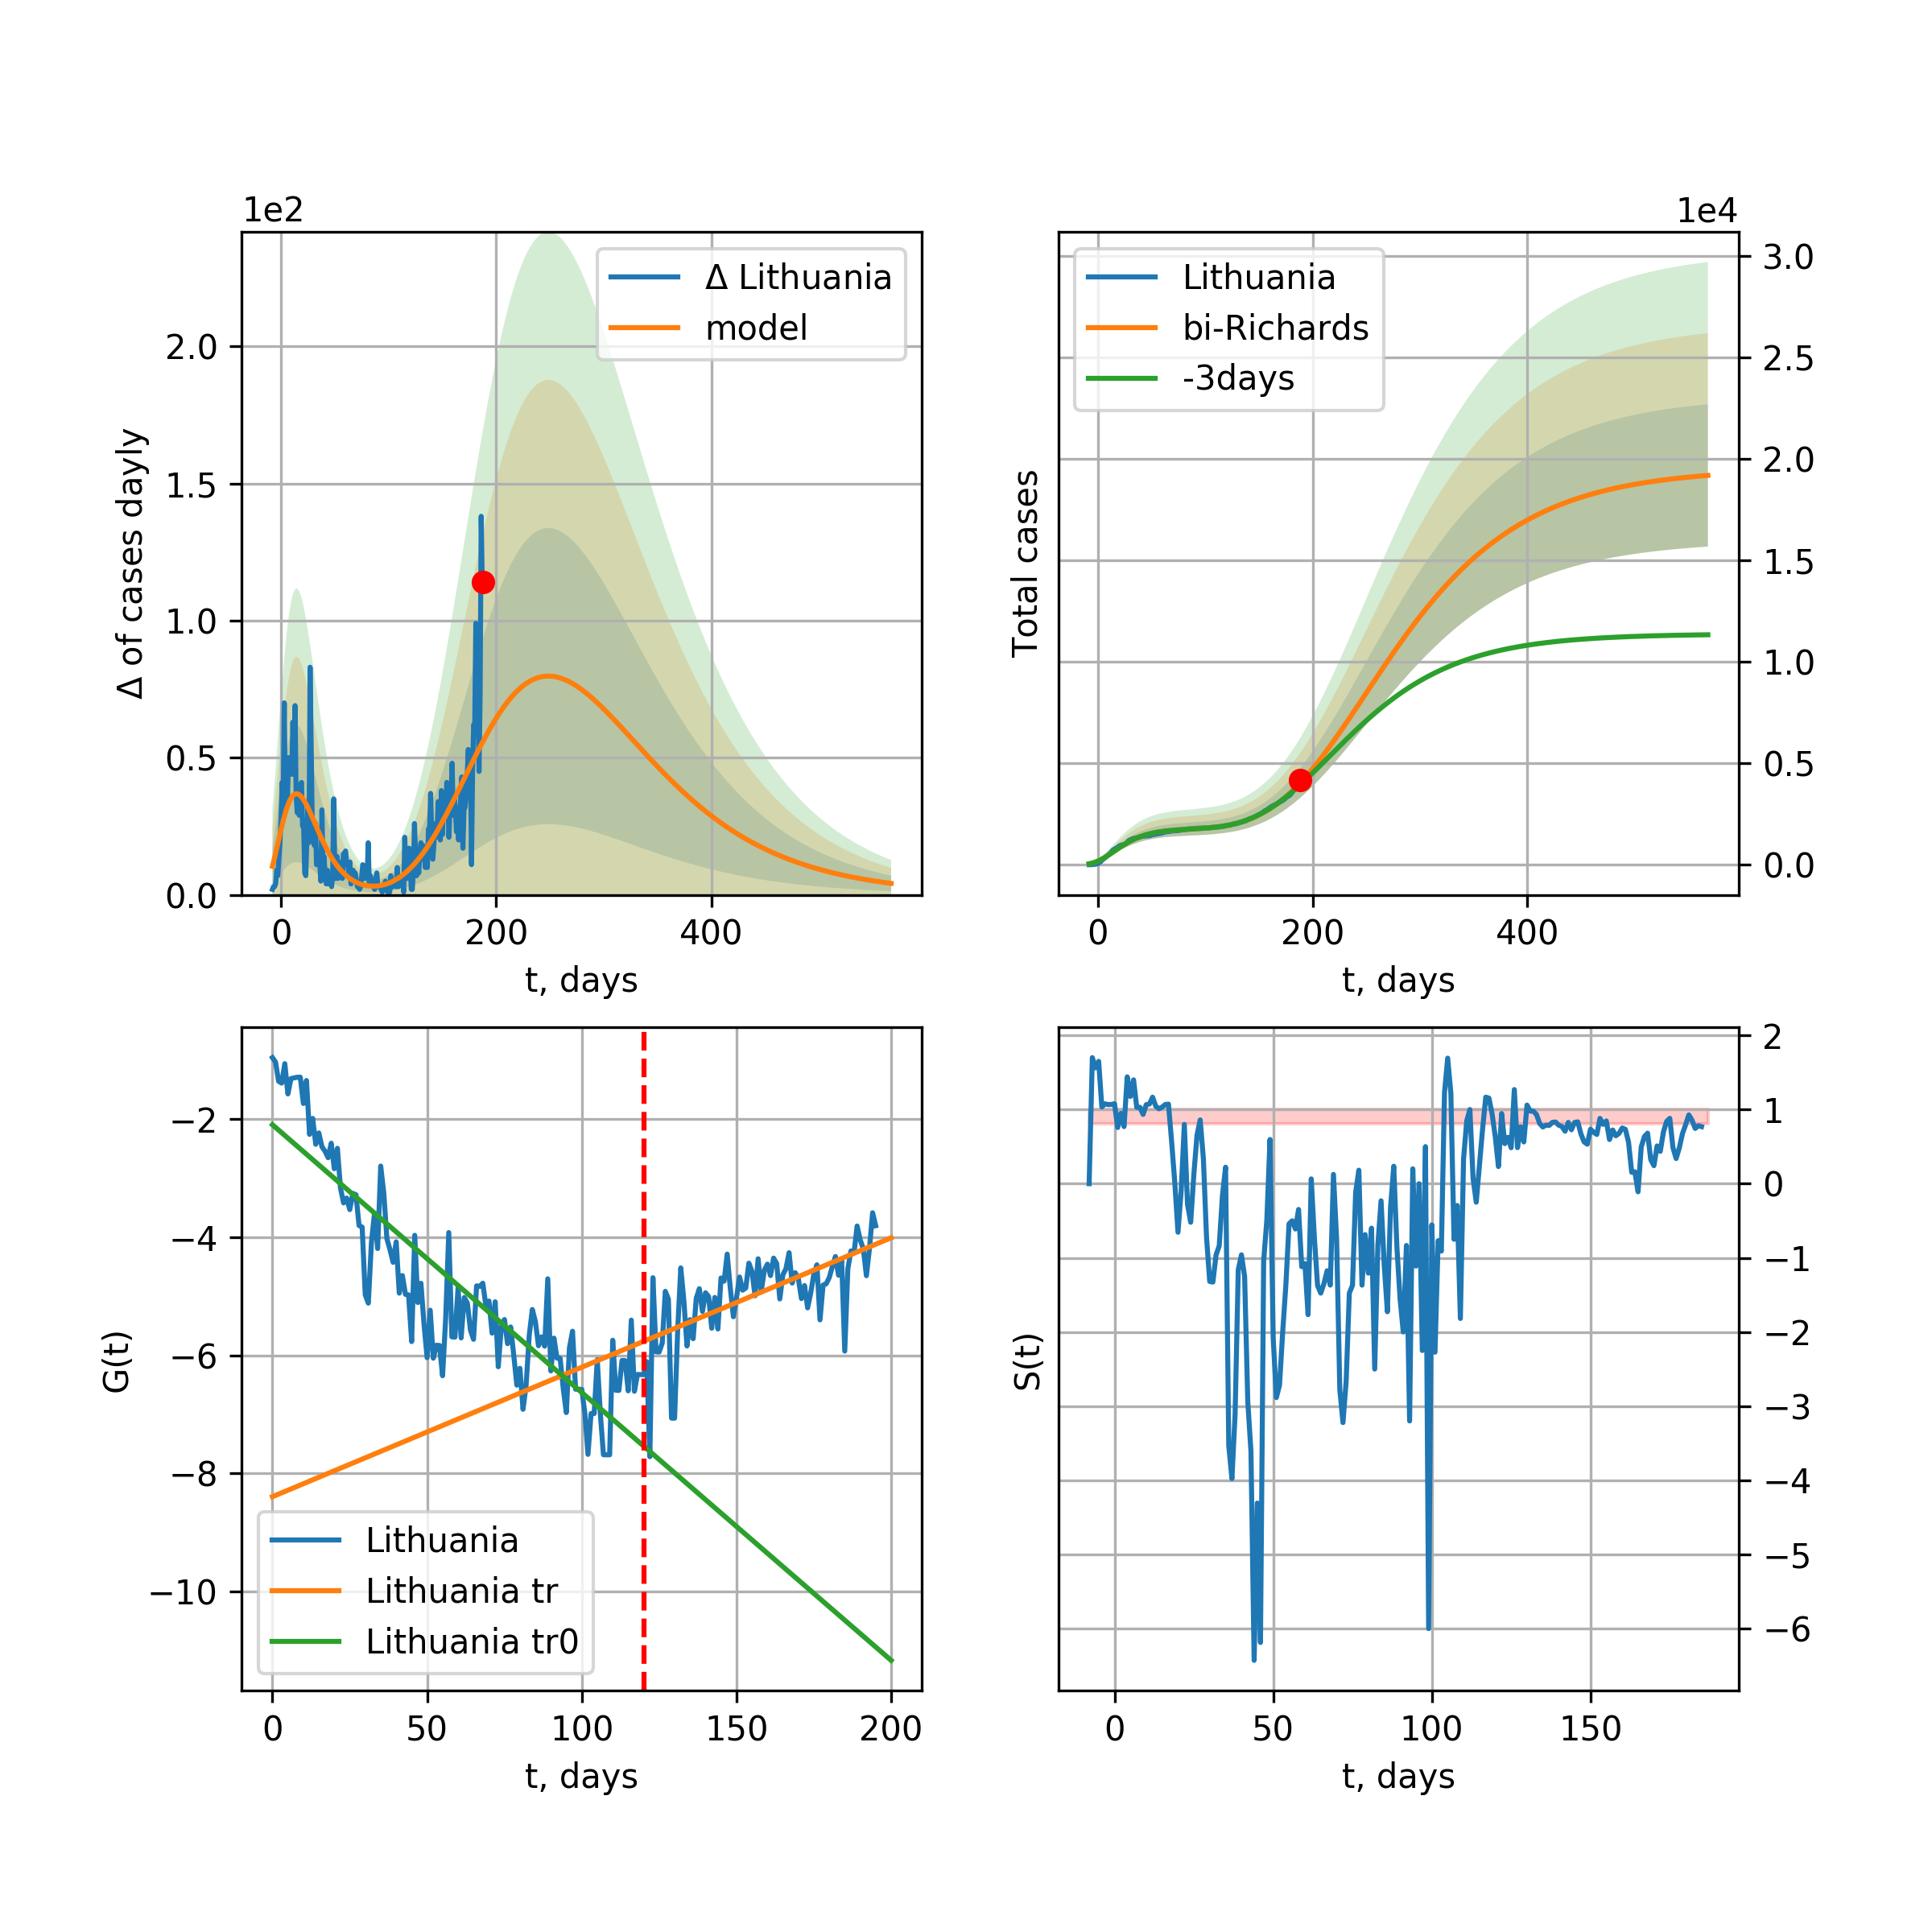 1e2
Δ of cases dayly
2.0
1.5
1.0
0.5
0.0
0 200 400
t, days
Δ Lithuania
model
1e4
Total cases
3.0
2.5
2.0
1.5
1.0
0.5
0.0
0 200 400
t, days
Lithuania
bi-Richards
-3days
G(t)
−2
−4
−6
−8
−10
0 50 100 150 200
t, days
Lithuania
Lithuania tr
Lithuania tr0
S(t)
2
1
0
−1
−2
−3
−4
−5
−6
0 50 100 150
t, days